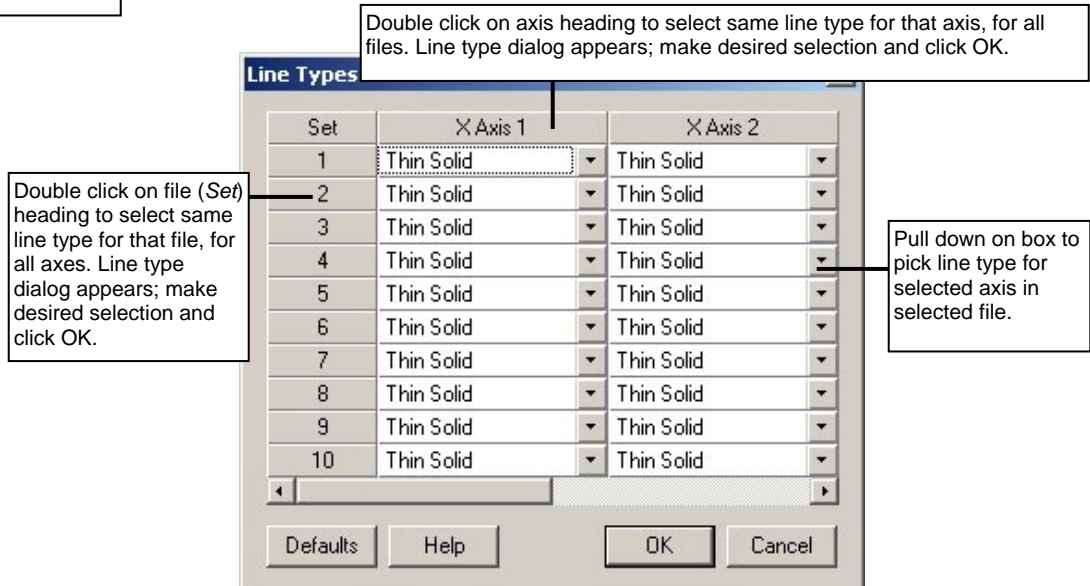 Double click on axis heading to select same line type for that axis, for all
files. Line type dialog appears; make desired selection and click OK.
Line Types
Set X Axis 1 X Axis 2
1 Thin Solid Thin Solid
2 Thin Solid Thin Solid
3 Thin Solid Thin Solid
4 Thin Solid Thin Solid
5 Thin Solid Thin Solid
6 Thin Solid Thin Solid
7 Thin Solid Thin Solid
8 Thin Solid Thin Solid
9 Thin Solid Thin Solid
10 Thin Solid Thin Solid
Defaults Help OK Cancel
Double click on file (Set)
heading to select same
line type for that file, for
all axes. Line type
dialog appears; make
desired selection and
click OK.
Pull down on box to
pick line type for
selected axis in
selected file.